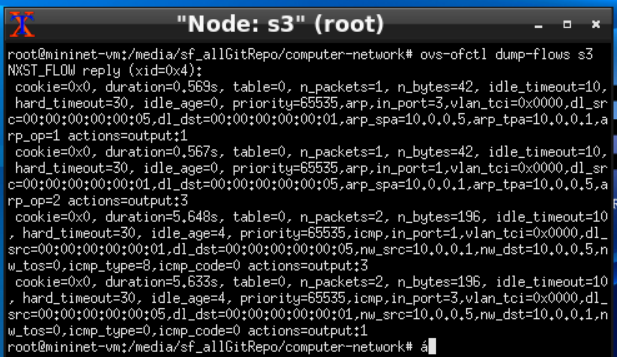 "Node: s3" (root)
root@mininet-vm:/media/sf_allGitRepo/computer-network# ovs-ofctl dump-flows s3
NXST_FLOW reply (xid=0x4):
 cookie=0x0, duration=0.569s, table=0, n_packets=1, n_bytes=42, idle_timeout=10,
 hard_timeout=30, idle_age=0, priority=65535,arp,in_port=3,vlan_tci=0x0000,dl_sr
c=00:00:00:00:00:05,dl_dst=00:00:00:00:00:01,arp_spa=10.0.0.5,arp_tpa=10.0.0.1,a
rp_op=1 actions=output:1
 cookie=0x0, duration=0.567s, table=0, n_packets=1, n_bytes=42, idle_timeout=10,
 hard_timeout=30, idle_age=0, priority=65535,arp,in_port=1,vlan_tci=0x0000,dl_sr
c=00:00:00:00:00:01,dl_dst=00:00:00:00:00:05,arp_spa=10.0.0.1,arp_tpa=10.0.0.5,a
rp_op=2 actions=output:3
 cookie=0x0, duration=5.648s, table=0, n_packets=2, n_bytes=196, idle_timeout=10
, hard_timeout=30, idle_age=4, priority=65535,icmp,in_port=1,vlan_tci=0x0000,dl_
src=00:00:00:00:00:01,dl_dst=00:00:00:00:00:05,nw_src=10.0.0.1,nw_dst=10.0.0.5,n
w_tos=0,icmp_type=8,icmp_code=0 actions=output:3
 cookie=0x0, duration=5.633s, table=0, n_packets=2, n_bytes=196, idle_timeout=10
, hard_timeout=30, idle_age=4, priority=65535,icmp,in_port=3,vlan_tci=0x0000,dl_
src=00:00:00:00:00:05,dl_dst=00:00:00:00:00:01,nw_src=10.0.0.5,nw_dst=10.0.0.1,n
w_tos=0,icmp_type=0,icmp_code=0 actions=output:1
root@mininet-vm:/media/sf_allGitRepo/computer-network# á